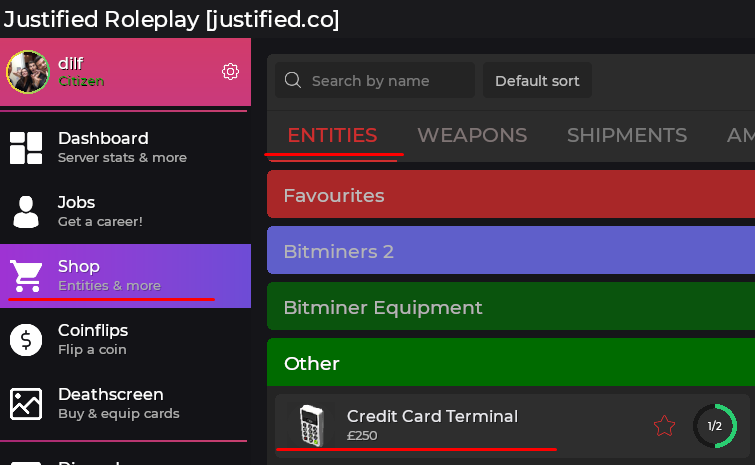 Justified Roleplay [justified.co]
dilf
Citizen
Dashboard
Server stats & more
Jobs
Get a career!
Shop
Entities & more
Coinflips
Flip a coin
Deathscreen
Buy & equip cards
Search by name
Default sort
ENTITIES WEAPONS SHIPMENTS AM
Favourites
Bitminers 2
Bitminer Equipment
Other
Credit Card Terminal
£250
1/2